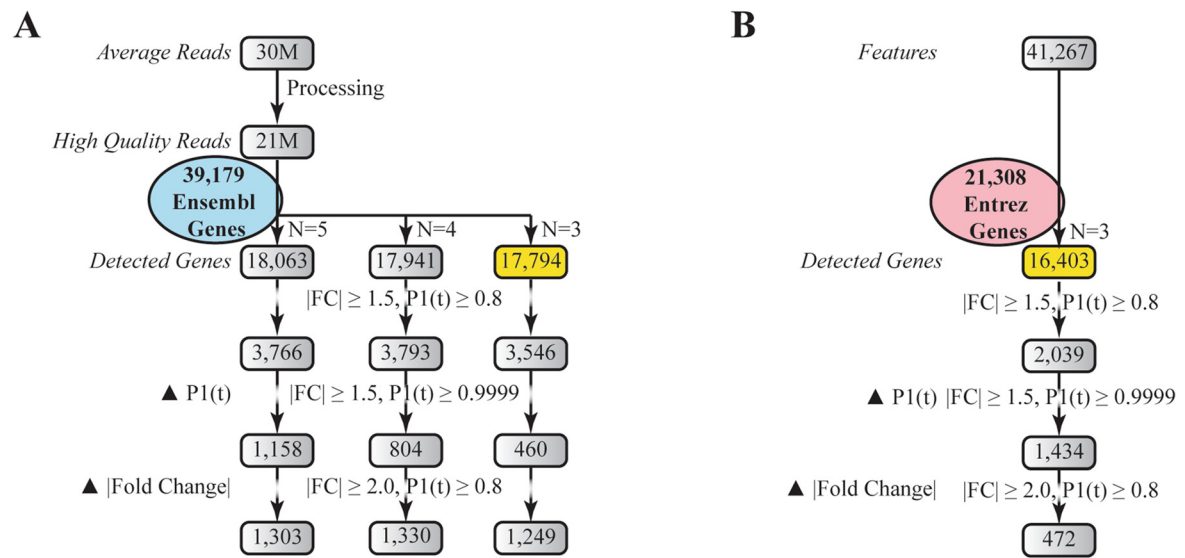 A
Average Reads
30M
Processing
High Quality Reads
21M
39,179
Ensembl
Genes
N=5
N=4
N=3
Detected Genes
18,063
17,941
17,794
|FC| ≥ 1.5, P1(t) ≥ 0.8
3,766
3,793
3,546
▲ P1(t)
|FC| ≥ 1.5, P1(t) ≥ 0.9999
1,158
804
460
▲ |Fold Change|
|FC| ≥ 2.0, P1(t) ≥ 0.8
1,303
1,330
1,249
B
Features
41,267
21,308
Entrez
Genes
N=3
Detected Genes
16,403
|FC| ≥ 1.5, P1(t) ≥ 0.8
2,039
▲ P1(t) |FC| ≥ 1.5, P1(t) ≥ 0.9999
1,434
▲ |Fold Change|
|FC| ≥ 2.0, P1(t) ≥ 0.8
472